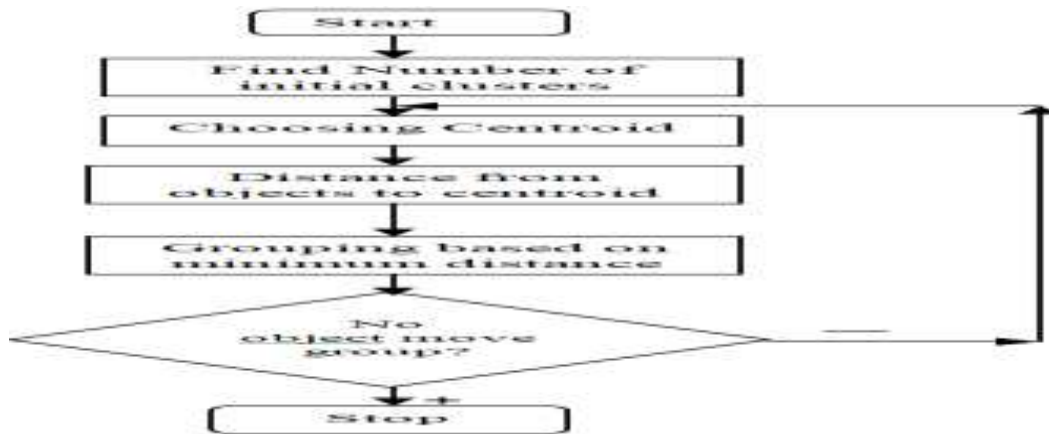 Start
Find Number of
initial clusters
Choosing Centroid
Distance from
objects to centroid
Grouping based on
minimum distance
No
object move
group?
+
Stop